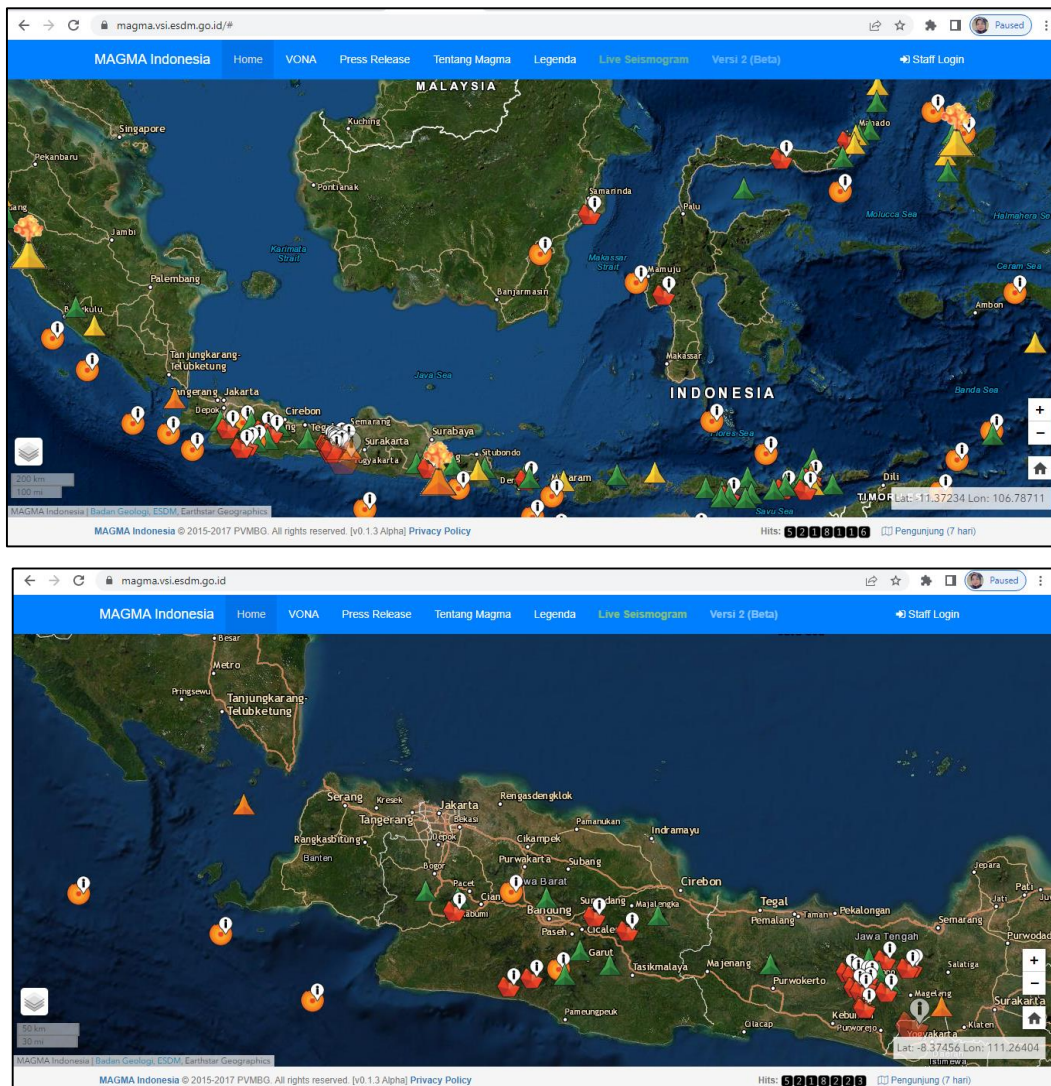 magma.vsi.esdm.go.id/#
Paused
MAGMA Indonesia Home VONA Press Release Tentang Magma Legenda Live Seismogram Versi 2 (Beta) Staff Login
MALAYSIA
Kuching
Singapore
Pekanbaru
Pontianak
Samarinda
Palu
Molucca Sea
Halmahera Se
Jambi
Karimata
Strait
Makassar
Strait
Mamuju
Ceram Sea
Palembang
Banjarmasin
Ambon
Tanjungkarang-
Telubketung
Makassar
Java Sea
INDONESIA
Banda Sea
Jakarta
Depok
Cirebon
Semarang
Surabaya
Surakarta
Situbondo
Flores Sea
+
−
Dili
200 km
100 mi
Savu Sea
Lat: -11.37234 Lon: 106.78711
MAGMA Indonesia | Badan Geologi, ESDM, Earthstar Geographics
MAGMA Indonesia © 2015-2017 PVMBG. All rights reserved. [v0.1.3 Alpha] Privacy Policy Hits: 5218116 Pengunjung (7 hari)
magma.vsi.esdm.go.id
Paused
MAGMA Indonesia Home VONA Press Release Tentang Magma Legenda Live Seismogram Versi 2 (Beta) Staff Login
Besar
Metro
Pringsewu
Tanjungkarang-
Telubketung
Serang Kresek Jakarta Rengasdengklok
Tangerang Bekasi
Pamanukan
Indramayu
Rangkasbitung Depok Cikampek
Banten
Purwakarta Subang
Jepara
Bogor
Pacet
Cirebon
Pati
Jati
Majalengka
Tegal
Bandung
Pemalang Taman Pekalongan
Semarang
Paseh Cicale
Jawa Tengah
Purwodad
Garut
Tasikmalaya
Majenang
Salatiga
Purwokerto
+
−
Magelang
Surakarta
Pameungpeuk
Cilacap
Purworejo
Klaten
50 km
30 mi
Yogyakarta
Lat: -8.37456 Lon: 111.26404
Istimewa
MAGMA Indonesia | Badan Geologi, ESDM, Earthstar Geographics
MAGMA Indonesia © 2015-2017 PVMBG. All rights reserved. [v0.1.3 Alpha] Privacy Policy Hits: 5218223 Pengunjung (7 hari)